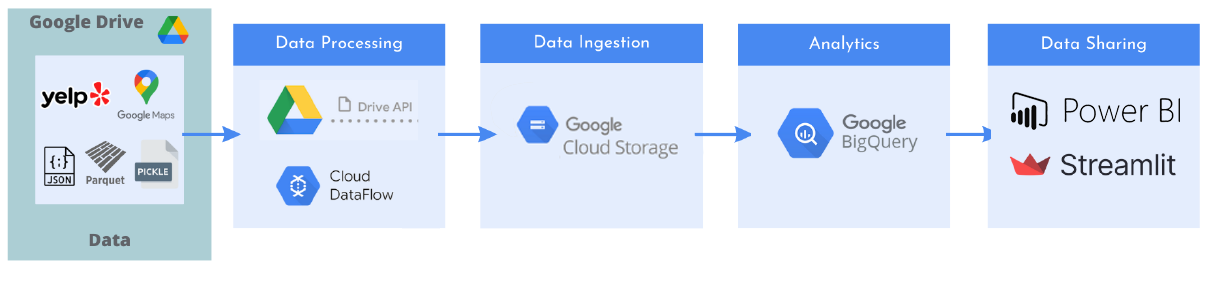 Google Drive
yelp
Google Maps
{:}
JSON
Parquet
PICKLE
Data
Data Processing
Drive API
Cloud
DataFlow
Data Ingestion
Google
Cloud Storage
Analytics
Google
BigQuery
Data Sharing
Power BI
Streamlit